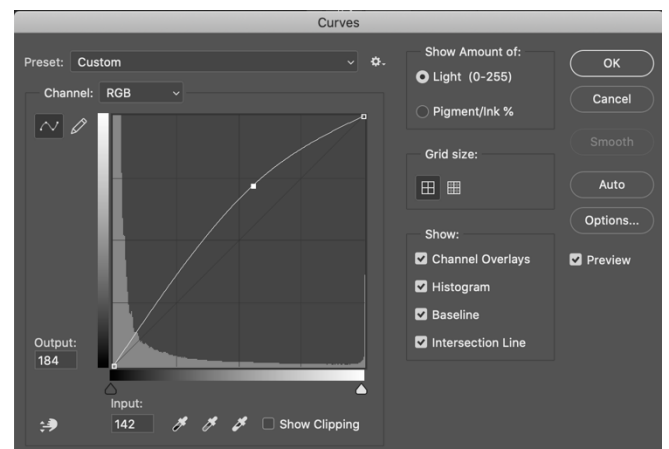 Curves
Preset: Custom
Channel: RGB
Output:
184
Input:
142
Show Clipping
Show Amount of:
Light (0-255)
Pigment/Ink %
Grid size:
Show:
Channel Overlays
Histogram
Baseline
Intersection Line
OK
Cancel
Smooth
Auto
Options...
Preview